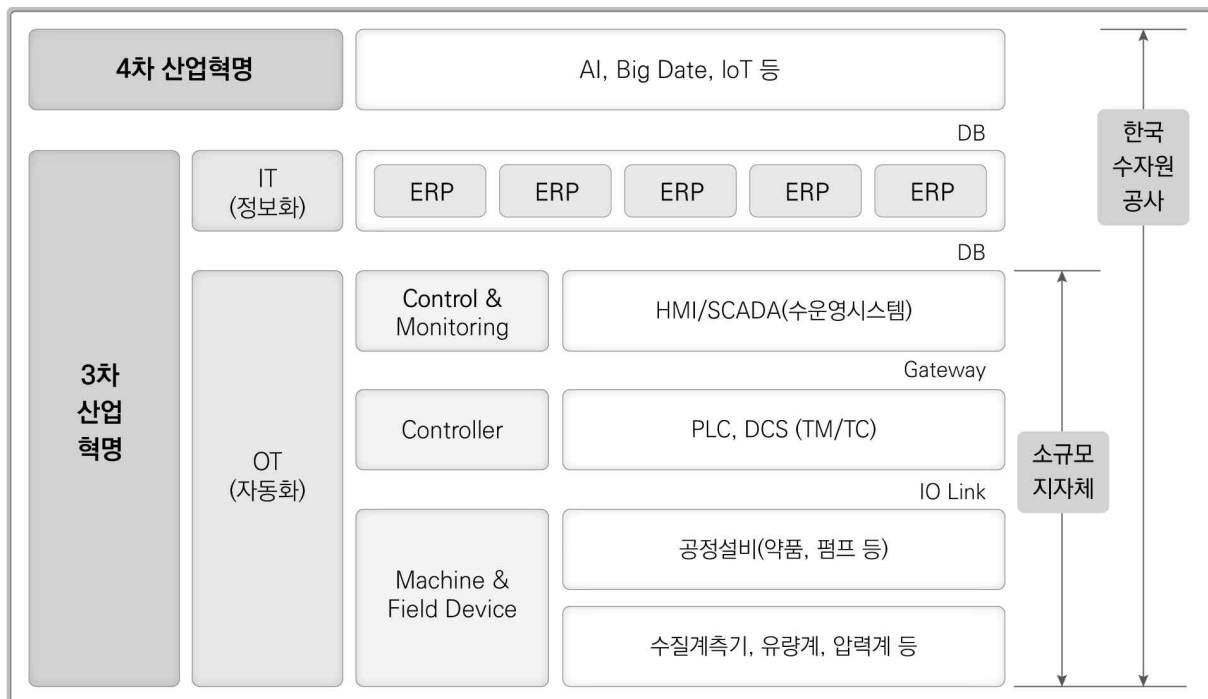 4차 산업혁명
AI, Big Date, IoT 등
DB
한국
수자원
공사
IT
(정보화)
ERP
ERP
ERP
ERP
ERP
DB
3차
산업
혁명
OT
(자동화)
Control &
Monitoring
HMI/SCADA(수운영시스템)
Gateway
Controller
PLC, DCS (TM/TC)
소규모
지자체
IO Link
Machine &
Field Device
공정설비(약품, 펌프 등)
수질계측기, 유량계, 압력계 등